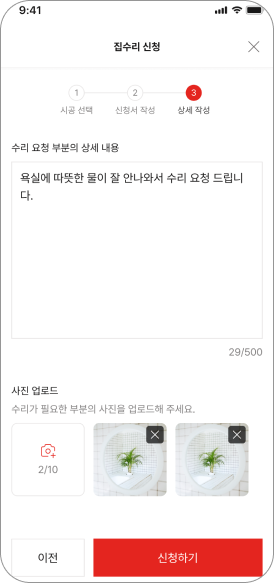 9:41
집수리 신청
1
2
3
시공 선택
신청서 작성
상세 작성
수리 요청 부분의 상세 내용
욕실에 따뜻한 물이 잘 안나와서 수리 요청 드립니
다.
29/500
사진 업로드
수리가 필요한 부분의 사진을 업로드해 주세요.
2/10
이전
신청하기